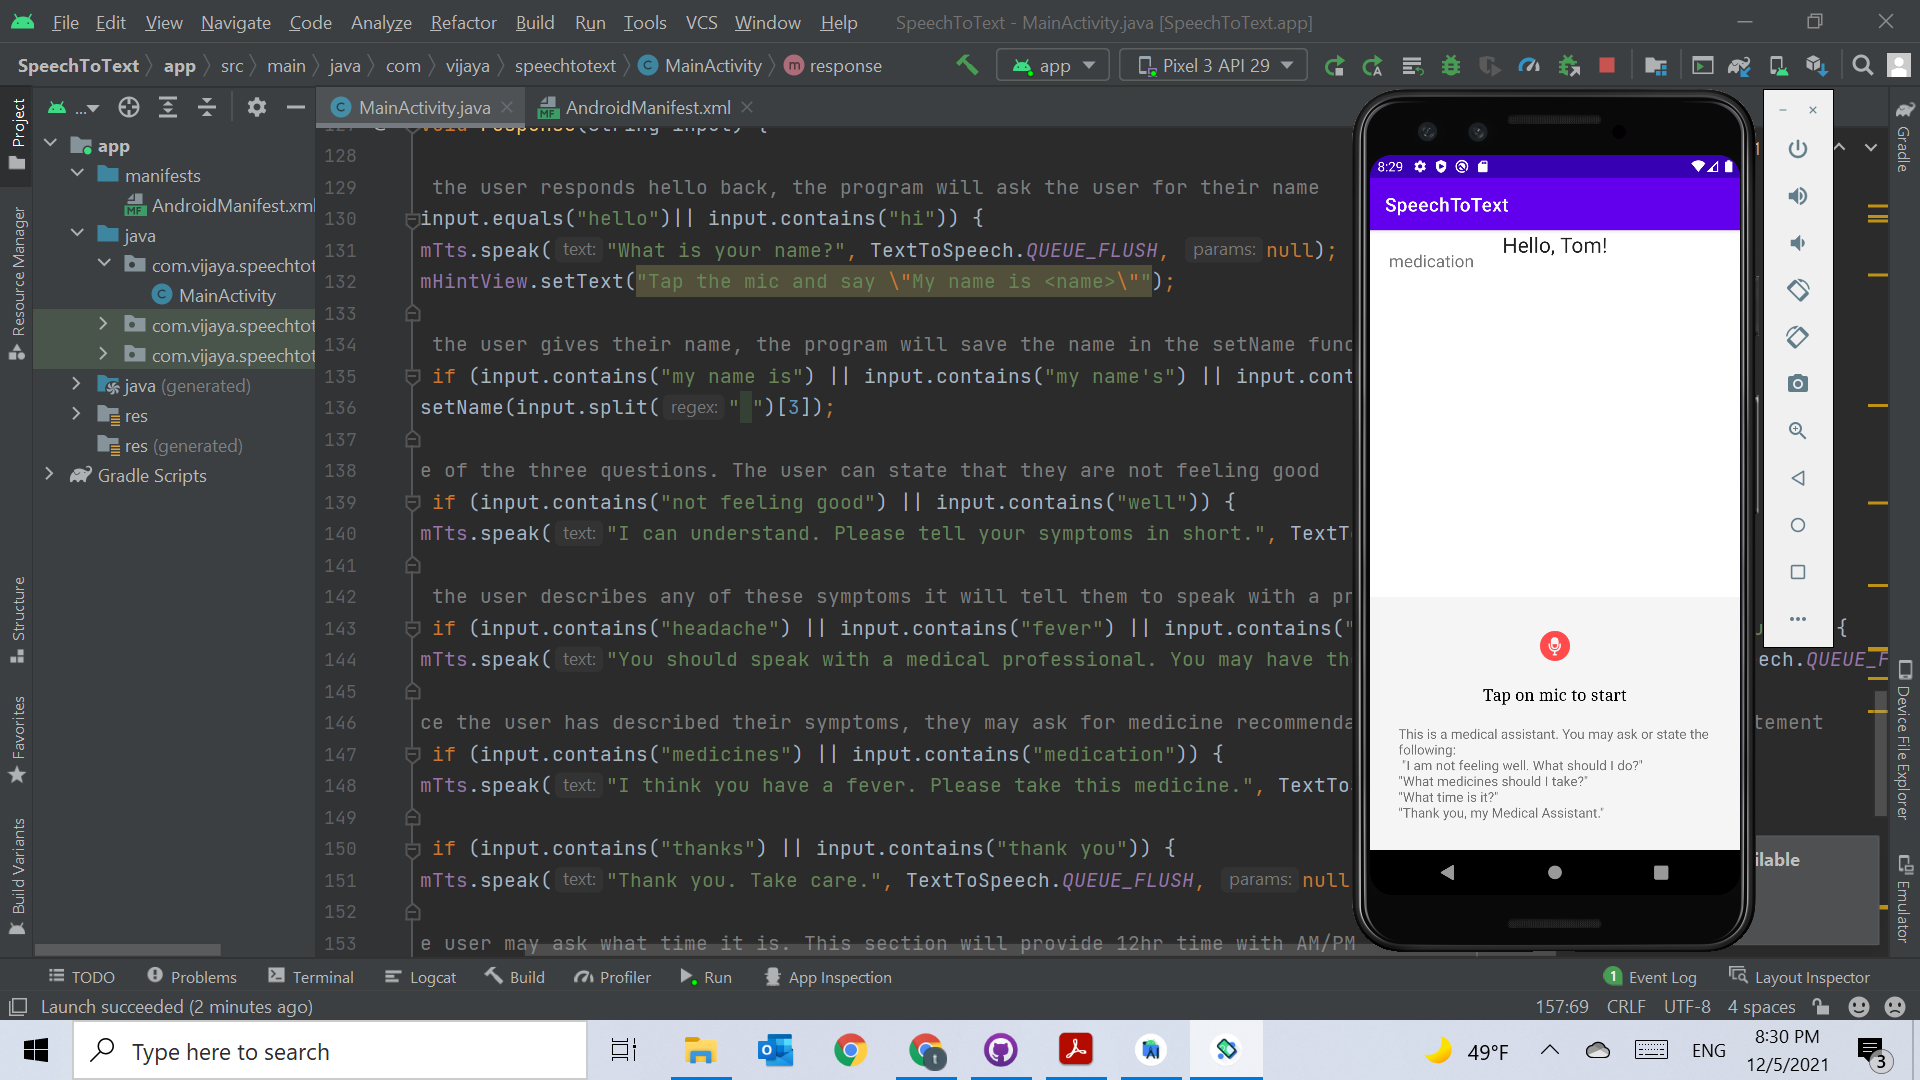 File Edit View Navigate Code Analyze Refactor Build Run Tools VCS Window Help SpeechToText - MainActivity.java [SpeechToText.app]
SpeechToText app src main java com vijaya speechtotext C MainActivity m response app Pixel 3 API 29
Project
Resource Manager
Structure
Favorites
Build Variants
...
app
manifests
MF AndroidManifest.xml
java
com.vijaya.speechtot
C MainActivity
com.vijaya.speechtot
com.vijaya.speechtot
java (generated)
res
res (generated)
Gradle Scripts
C MainActivity.java MF AndroidManifest.xml
127 void response(String input) {
128
129 the user responds hello back, the program will ask the user for their name
130 input.equals("hello")|| input.contains("hi")) {
131 mTts.speak( text: "What is your name?", TextToSpeech.QUEUE_FLUSH, params: null);
132 mHintView.setText("Tap the mic and say \"My name is <name>\"");
133
134 the user gives their name, the program will save the name in the setName func
135 if (input.contains("my name is") || input.contains("my name's") || input.cont
136 setName(input.split( regex: " ")[3]);
137
138 e of the three questions. The user can state that they are not feeling good
139 if (input.contains("not feeling good") || input.contains("well")) {
140 mTts.speak( text: "I can understand. Please tell your symptoms in short.", TextT
141
142 the user describes any of these symptoms it will tell them to speak with a pr
143 if (input.contains("headache") || input.contains("fever") || input.contains(" u {
144 mTts.speak( text: "You should speak with a medical professional. You may have th ech.QUEUE_F
145
146 ce the user has described their symptoms, they may ask for medicine recommenda tement
147 if (input.contains("medicines") || input.contains("medication")) {
148 mTts.speak( text: "I think you have a fever. Please take this medicine.", TextTo
149
150 if (input.contains("thanks") || input.contains("thank you")) {
151 mTts.speak( text: "Thank you. Take care.", TextToSpeech.QUEUE_FLUSH, params: null
152
153 e user may ask what time it is. This section will provide 12hr time with AM/PM
8:29
SpeechToText
Hello, Tom!
medication
Tap on mic to start
This is a medical assistant. You may ask or state the
following:
"I am not feeling well. What should I do?"
"What medicines should I take?"
"What time is it?"
"Thank you, my Medical Assistant."
1
ilable
Gradle
Device File Explorer
Emulator
TODO Problems Terminal Logcat Build Profiler Run App Inspection 1 Event Log Layout Inspector
Launch succeeded (2 minutes ago) 157:69 CRLF UTF-8 4 spaces
Type here to search
49°F ENG 8:30 PM
12/5/2021
3